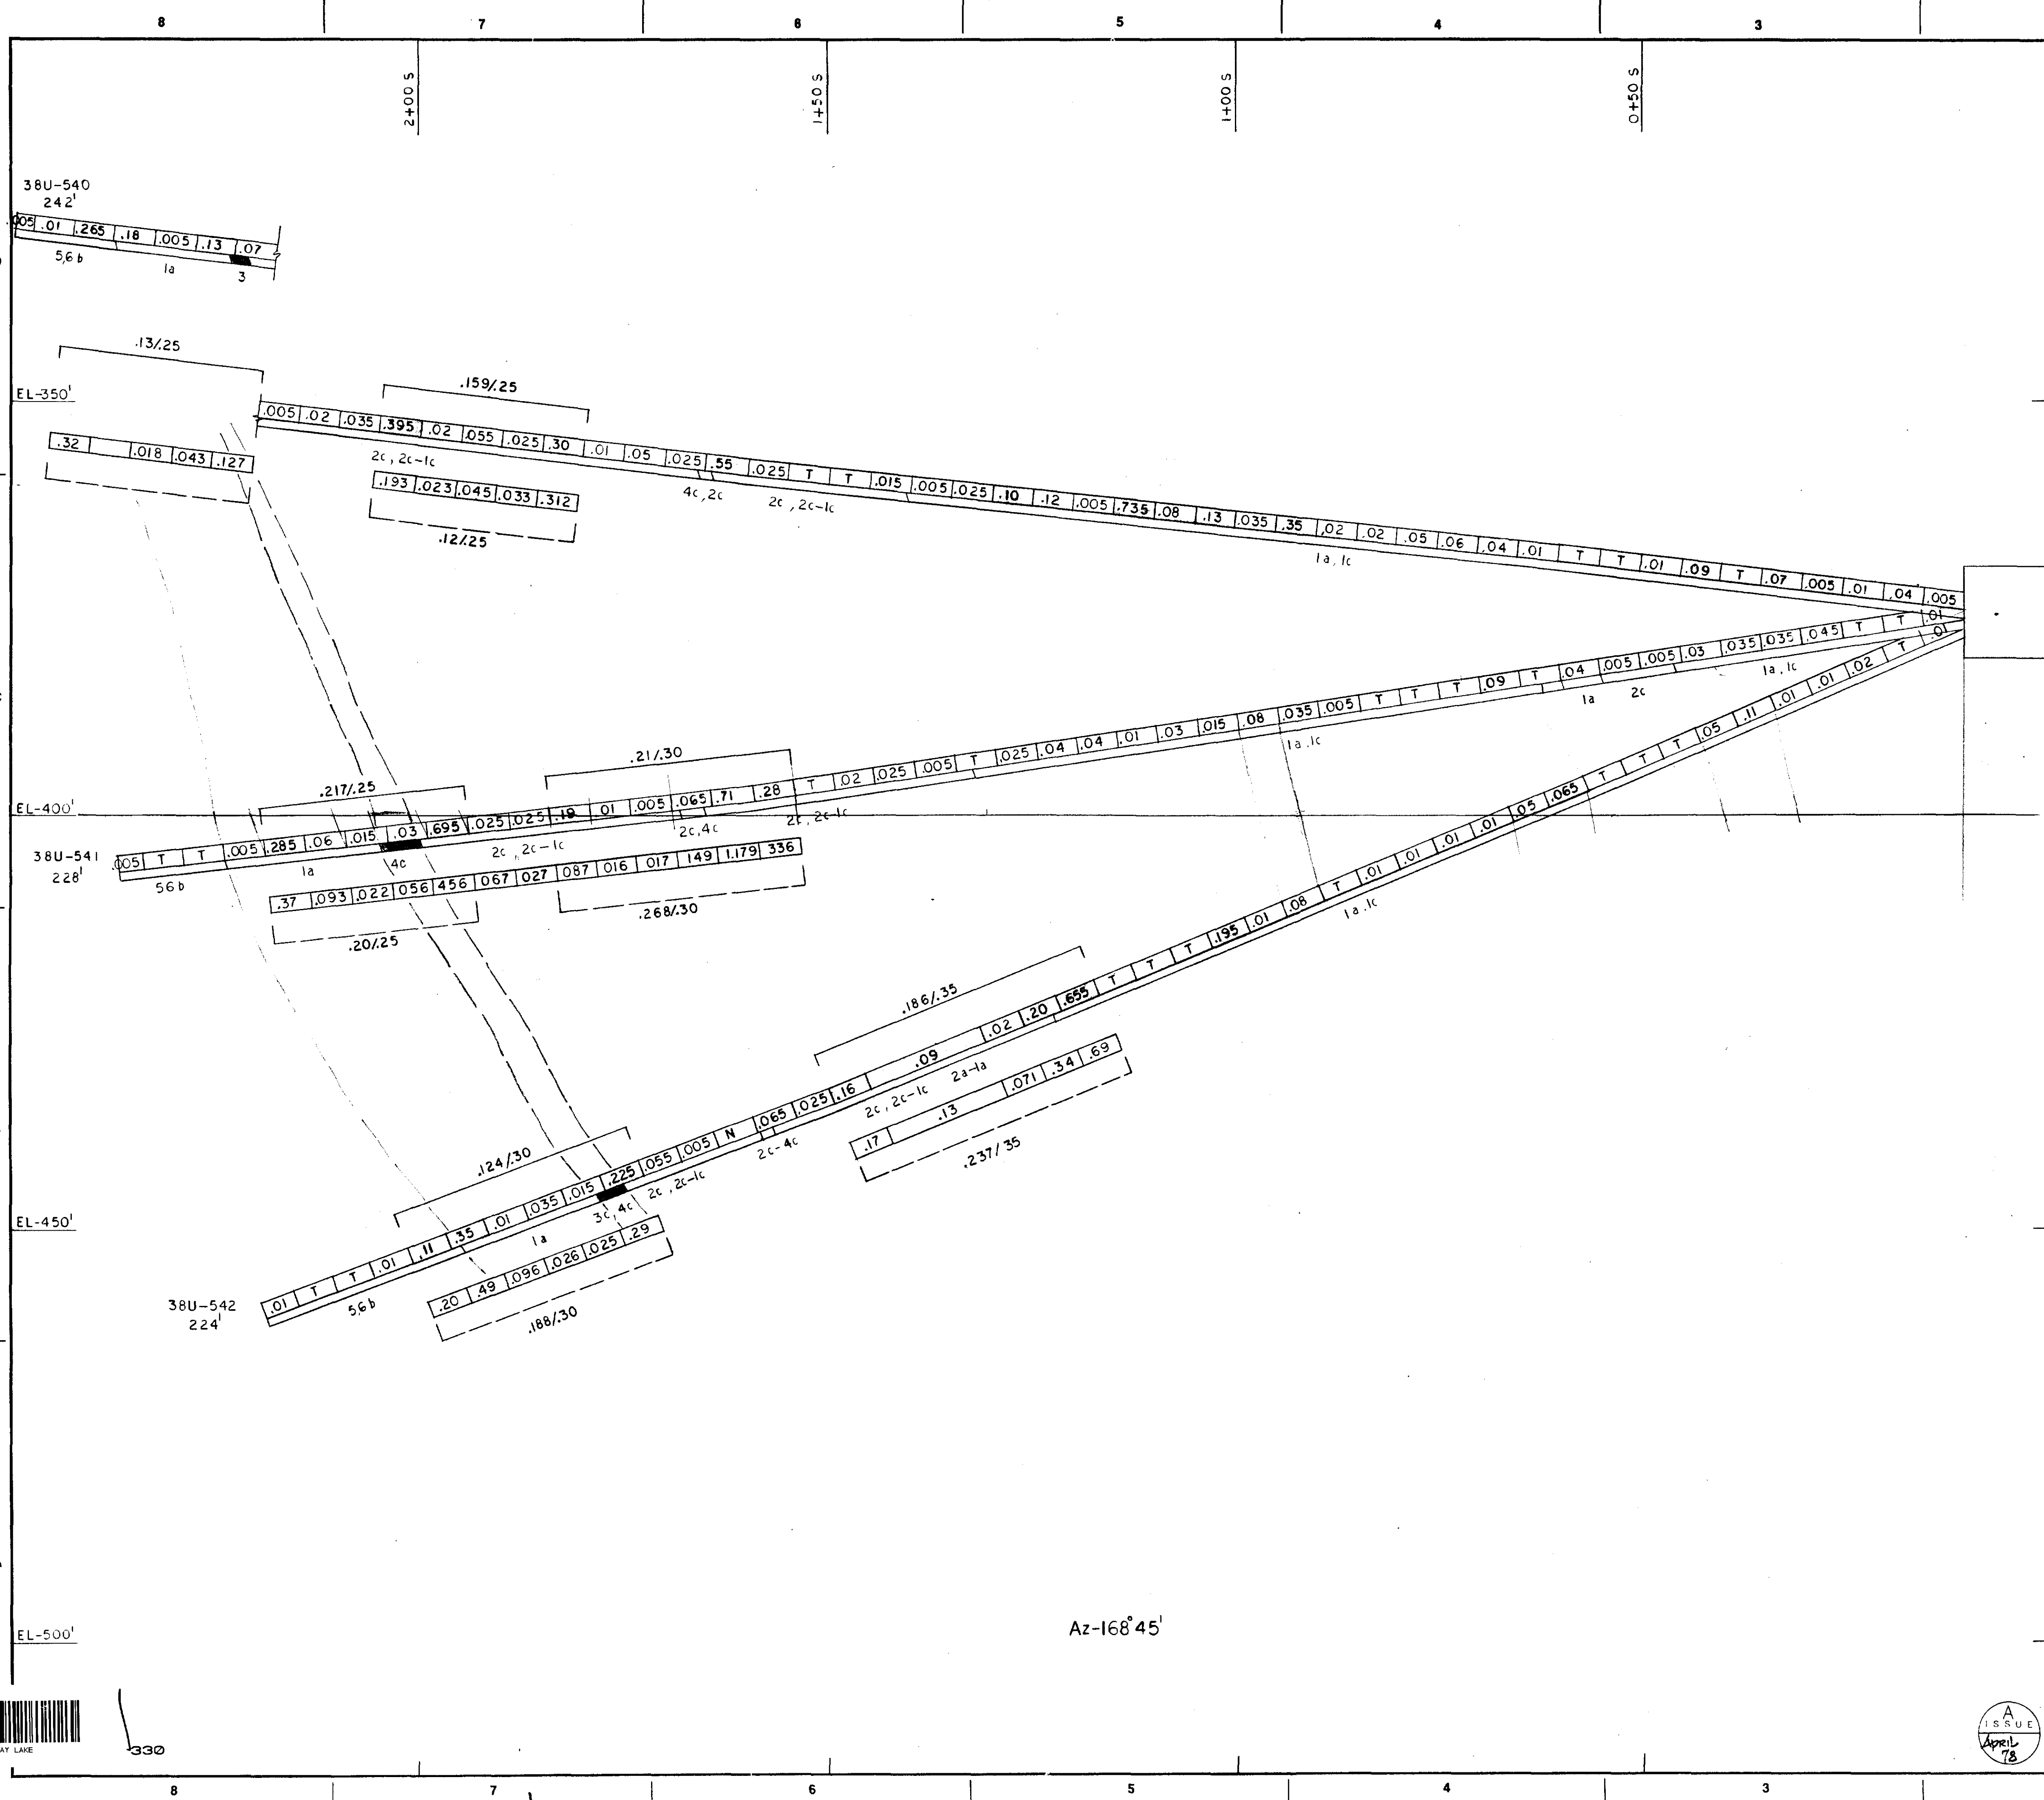 8 7 6 5 4 3
2+00 S 1+50 S 1+00 S 0+50 S
38U-540
242'
.005 .01 .265 .18 .005 .13 .07
5,6 b 1a 3
.13/.25
EL-350'
.159/.25
.005 .02 .035 .395 .02 .055 .025 .30 .01 .05 .025 .55 .025 T T .015 .005 .025 .10 .12 .005 .735 .08 .13 .035 .35 .02 .02 .05 .06 .04 .01 T T .01 .09 T .07 .005 .01 .04 .005
.32 .018 .043 .127
2c, 2c-1c 4c, 2c 2c, 2c-1c 1a, 1c
.193 .023 .045 .033 .312
.12/.25
.217/.25 .21/.30
EL-400'
38U-541
228'
.005 T T .005 .285 .06 .015 .03 .695 .025 .025 .19 .01 .005 .065 .71 .28 T .02 .025 .005 T .025 .04 .04 .01 .03 .015 .08 .035 .005 T T T .09 T .04 .005 .005 .03 .035 .035 .045 T T .01
56b 1a 4c 2c, 2c-1c 2c,4c 2c, 2c-1c 1a,1c 1a 2c 1a, 1c
.37 .093 .022 056 456 067 027 087 016 017 149 1.179 336
.20/.25 .268/.30
.124/.30 .186/.35
EL-450'
38U-542
224'
.01 T T .01 .11 .35 .01 .035 .015 .225 .055 .005 N .065 .025 .16 .09 .02 .20 .655 T T T .195 .01 .08 T .01 .01 .01 .01 .05 .065 T T T .05 .11 .01 .01 .02 T .01
5,6b 1a 3c, 4c 2c, 2c-1c 2c-4c 2c, 2c-1c 2a-1a 1a,1c
.20 .49 .096 .026 .025 .29
.188/.30
.17 .13 .071 .34 .69
.237/35
EL-500'
Az-168°45'
AY LAKE
330
A
ISSUE
APRIL
78
8 7 6 5 4 3